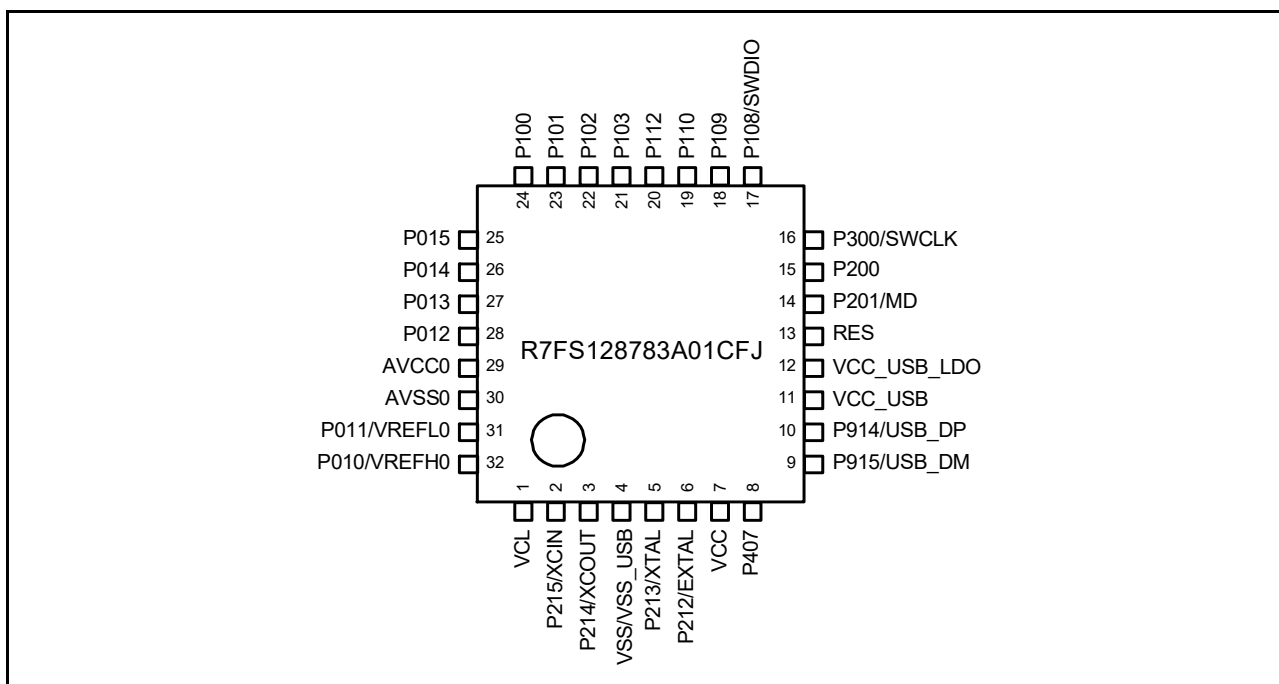 P100
P101
P102
P103
P112
P110
P109
P108/SWDIO
24
23
22
21
20
19
18
17
P015 25
P014 26
P013 27
P012 28
AVCC0 29
AVSS0 30
P011/VREFL0 31
P010/VREFH0 32
R7FS128783A01CFJ
16 P300/SWCLK
15 P200
14 P201/MD
13 RES
12 VCC_USB_LDO
11 VCC_USB
10 P914/USB_DP
9 P915/USB_DM
1
2
3
4
5
6
7
8
VCL
P215/XCIN
P214/XCOUT
VSS/VSS_USB
P213/XTAL
P212/EXTAL
VCC
P407